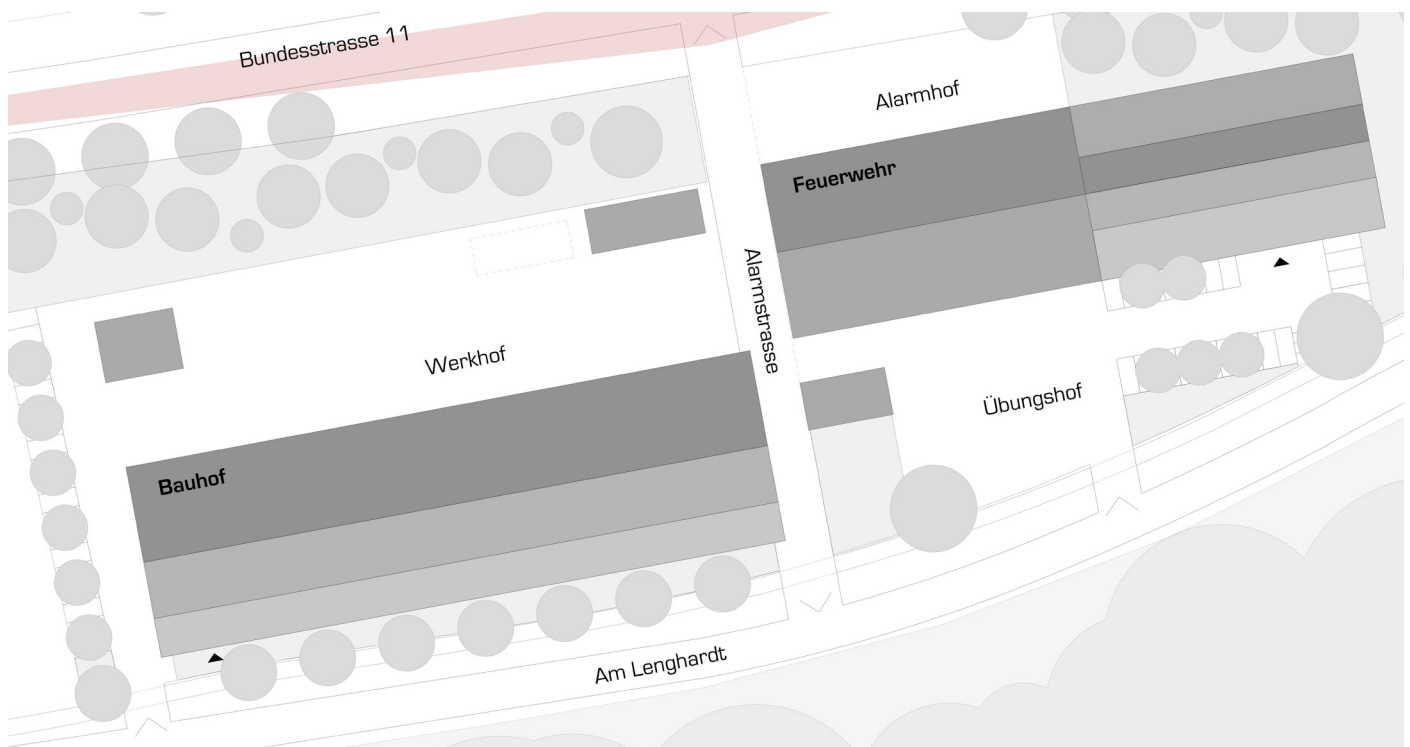 Bundesstrasse 11
Alarmhof
Feuerwehr
Alarmstrasse
Werkhof
Übungshof
Bauhof
Am Lenghardt